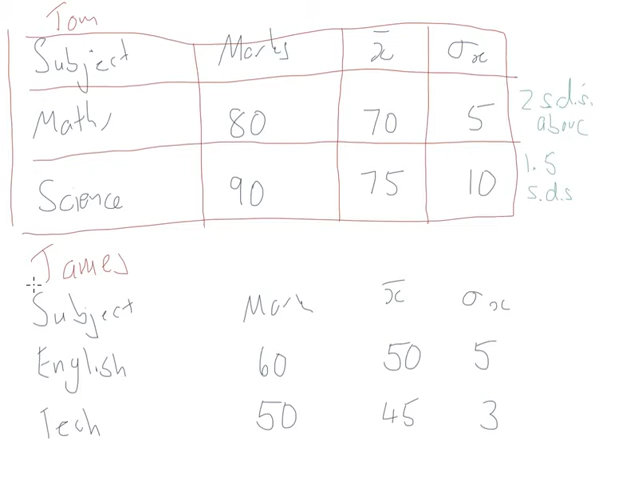 Tom
Subject Marks x̄ σx
Maths 80 70 5 2 s.d.'s. above
Science 90 75 10 1.5 s.d.s
James
Subject Mark x̄ σx
English 60 50 5
Tech 50 45 3